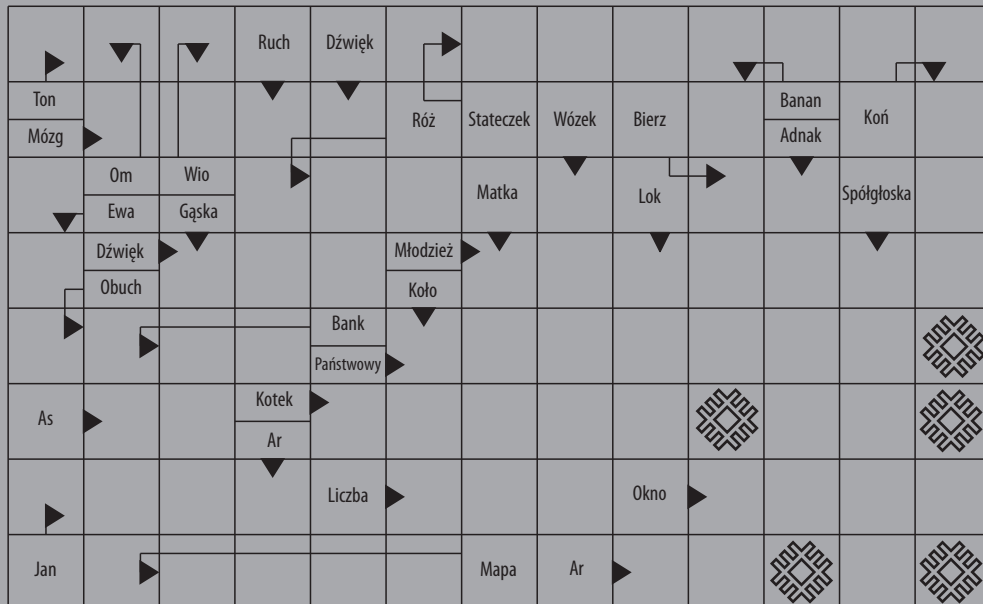 Ruch Dźwięk
Ton
Mózg
Róż Stateczek Wózek Bierz Banan
Adnak
Koń
Om Wio
Ewa Gąska
Matka Lok Spółgłoska
Dźwięk
Obuch
Młodzież
Koło
Bank
Państwowy
As Kotek
Ar
Liczba Okno
Jan Mapa Ar